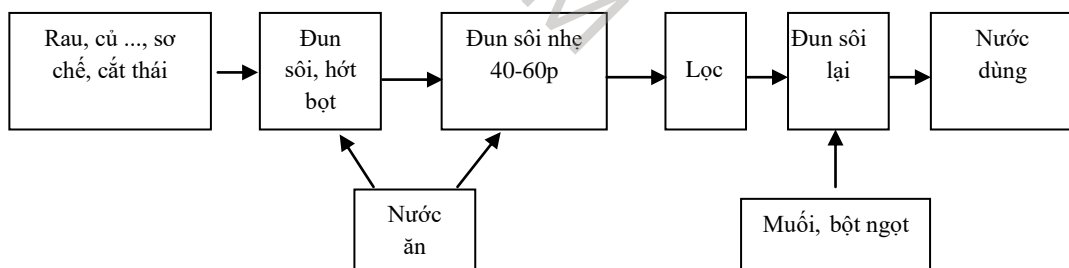 Rau, củ ..., sơ
chế, cắt thái
Đun
sôi, hớt
bọt
Đun sôi nhẹ
40-60p
Lọc
Đun sôi
lại
Nước
dùng
Nước
ăn
Muối, bột ngọt